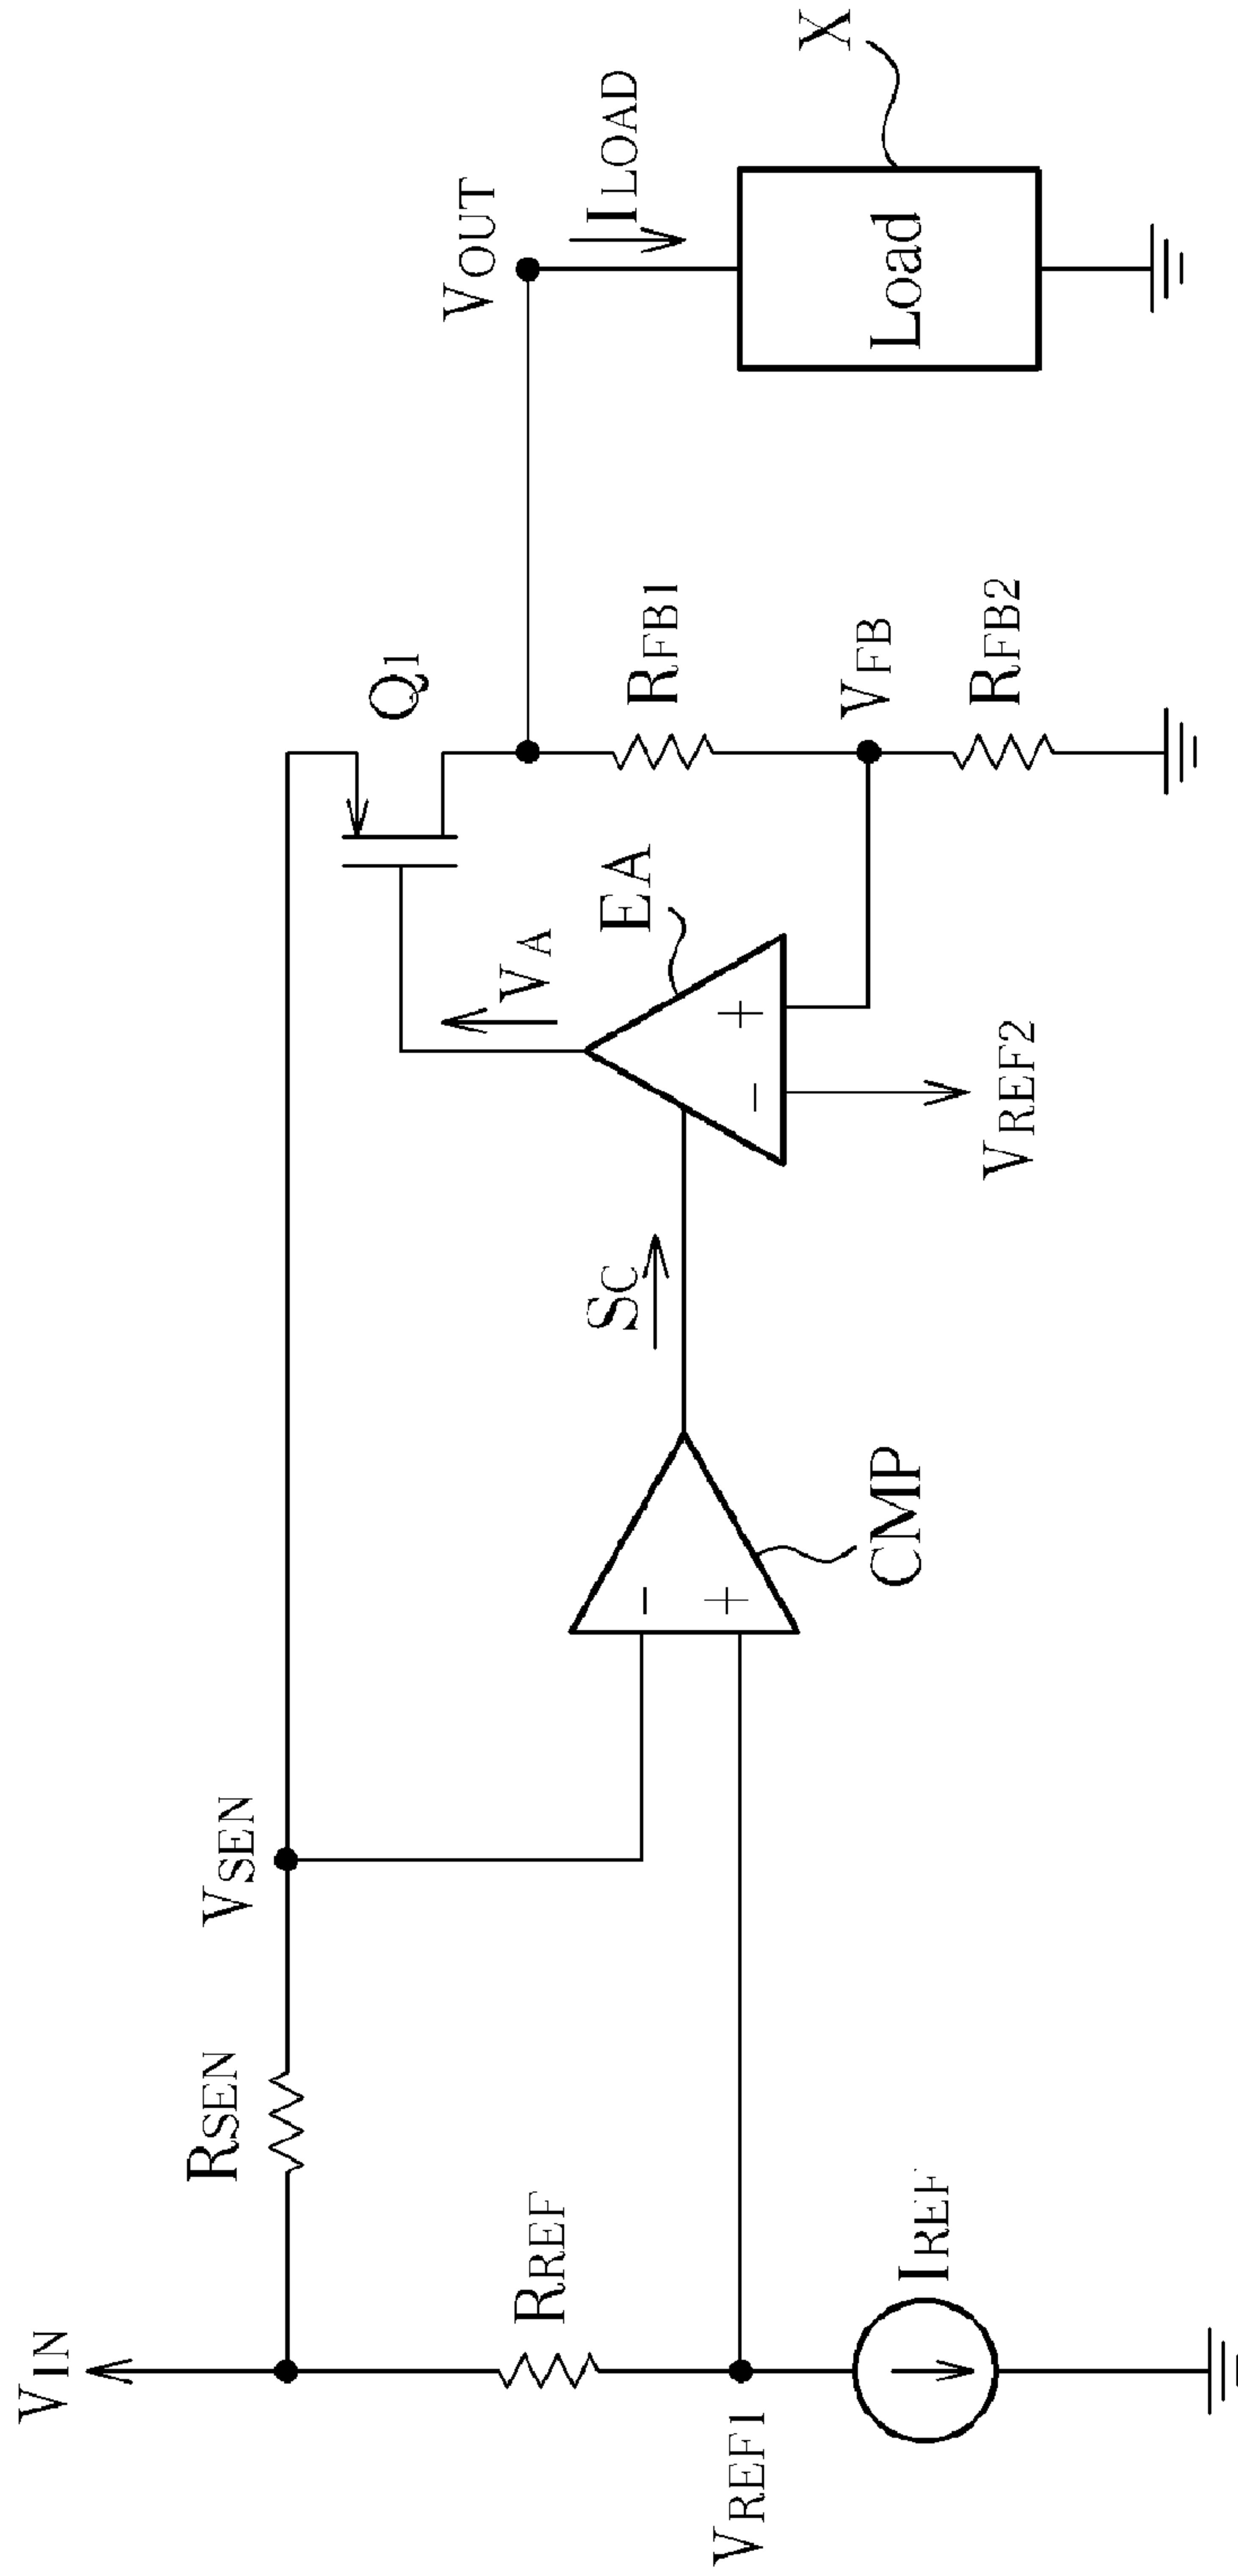 VIN
RSEN
VSEN
Q1
VOUT
ILOAD
X
RREF
VREF1
IREF
-
+
CMP
SC
VA
EA
-
+
VREF2
RFB1
VFB
RFB2
Load